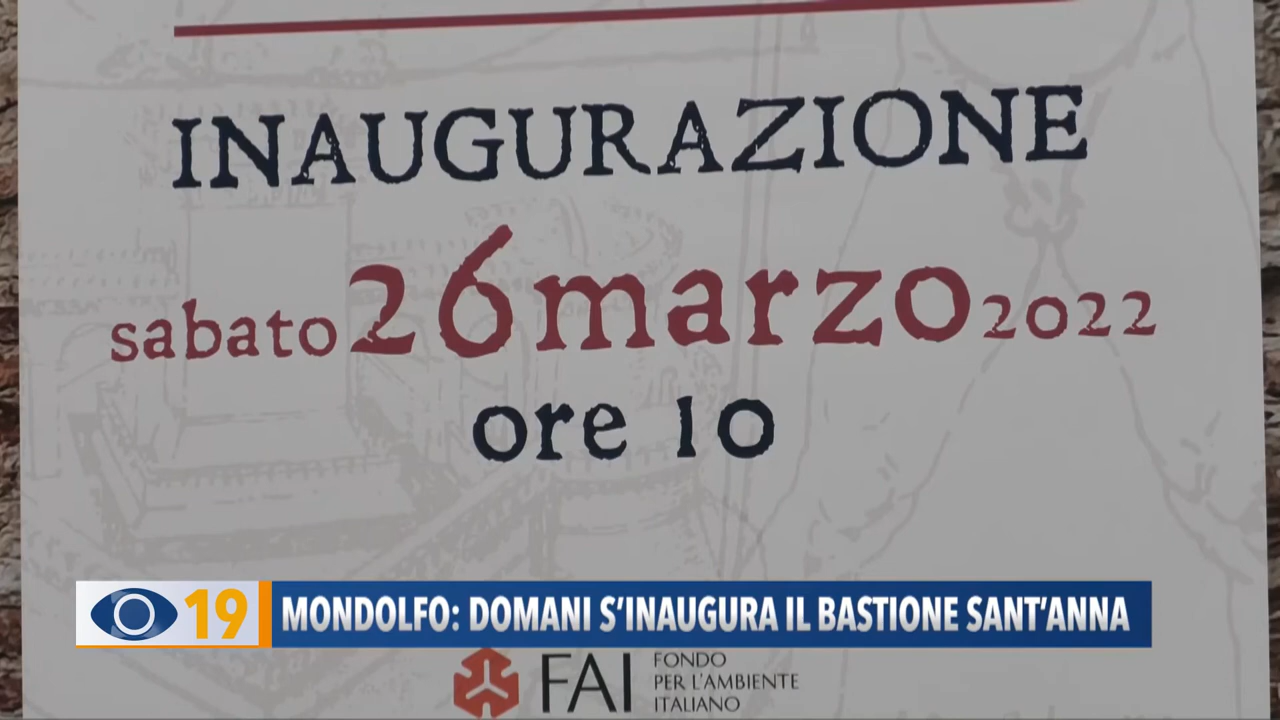 INAUGURAZIONE
sabato 26 marzo 2022
ore 10
19 MONDOLFO: DOMANI S'INAUGURA IL BASTIONE SANT'ANNA
FAI FONDO
PER L'AMBIENTE
ITALIANO